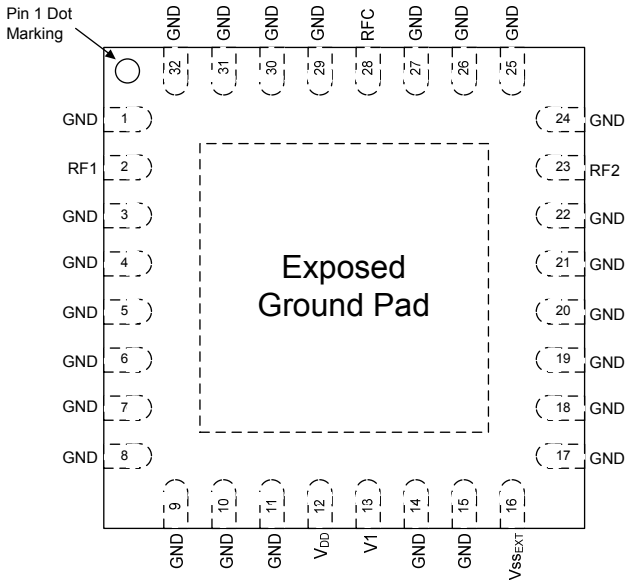 Pin 1 Dot
Marking
GND GND GND GND RFC GND GND GND
32 31 30 29 28 27 26 25
GND 1 24 GND
RF1 2 23 RF2
GND 3 22 GND
GND 4 21 GND
GND 5 20 GND
GND 6 19 GND
GND 7 18 GND
GND 8 17 GND
Exposed
Ground Pad
9 10 11 12 13 14 15 16
GND GND GND VDD V1 GND GND VssEXT